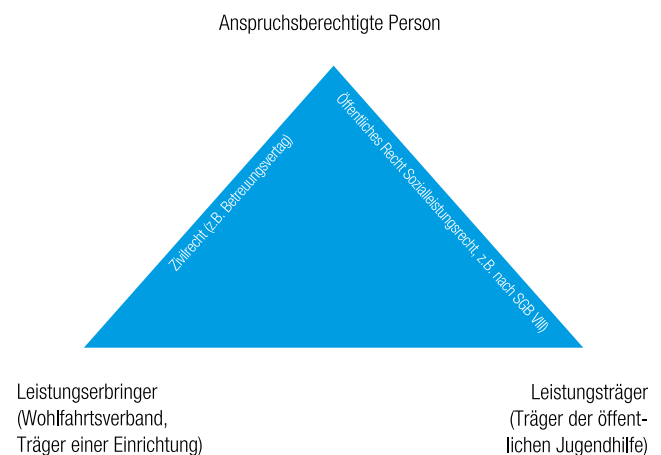 Anspruchsberechtigte Person
Zivilrecht (z.B. Betreuungsvertag)
Öffentliches Recht Sozialleistungsrecht, z.B. nach SGB VIII)
Leistungserbringer
(Wohlfahrtsverband,
Träger einer Einrichtung)
Leistungsträger
(Träger der öffent-
lichen Jugendhilfe)